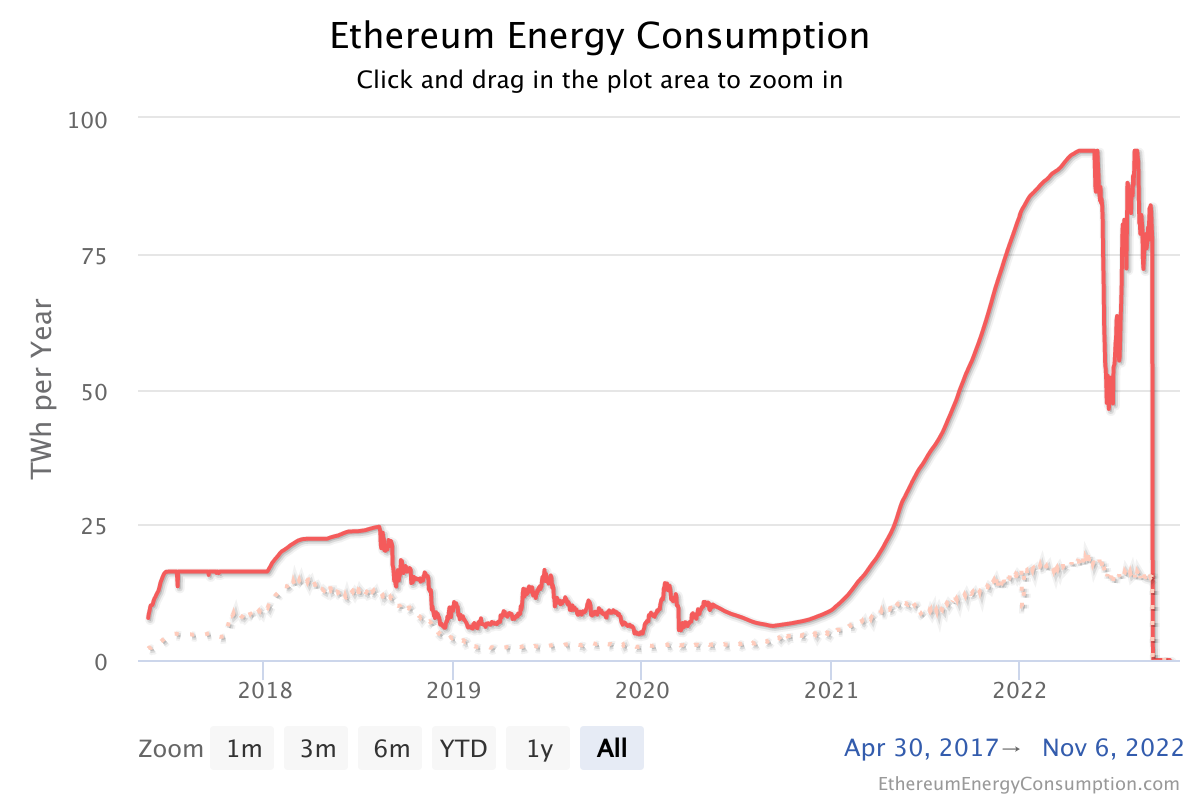 Ethereum Energy Consumption
Click and drag in the plot area to zoom in
TWh per Year
100
75
50
25
0
2018 2019 2020 2021 2022
Zoom 1m 3m 6m YTD 1y All Apr 30, 2017→ Nov 6, 2022
EthereumEnergyConsumption.com